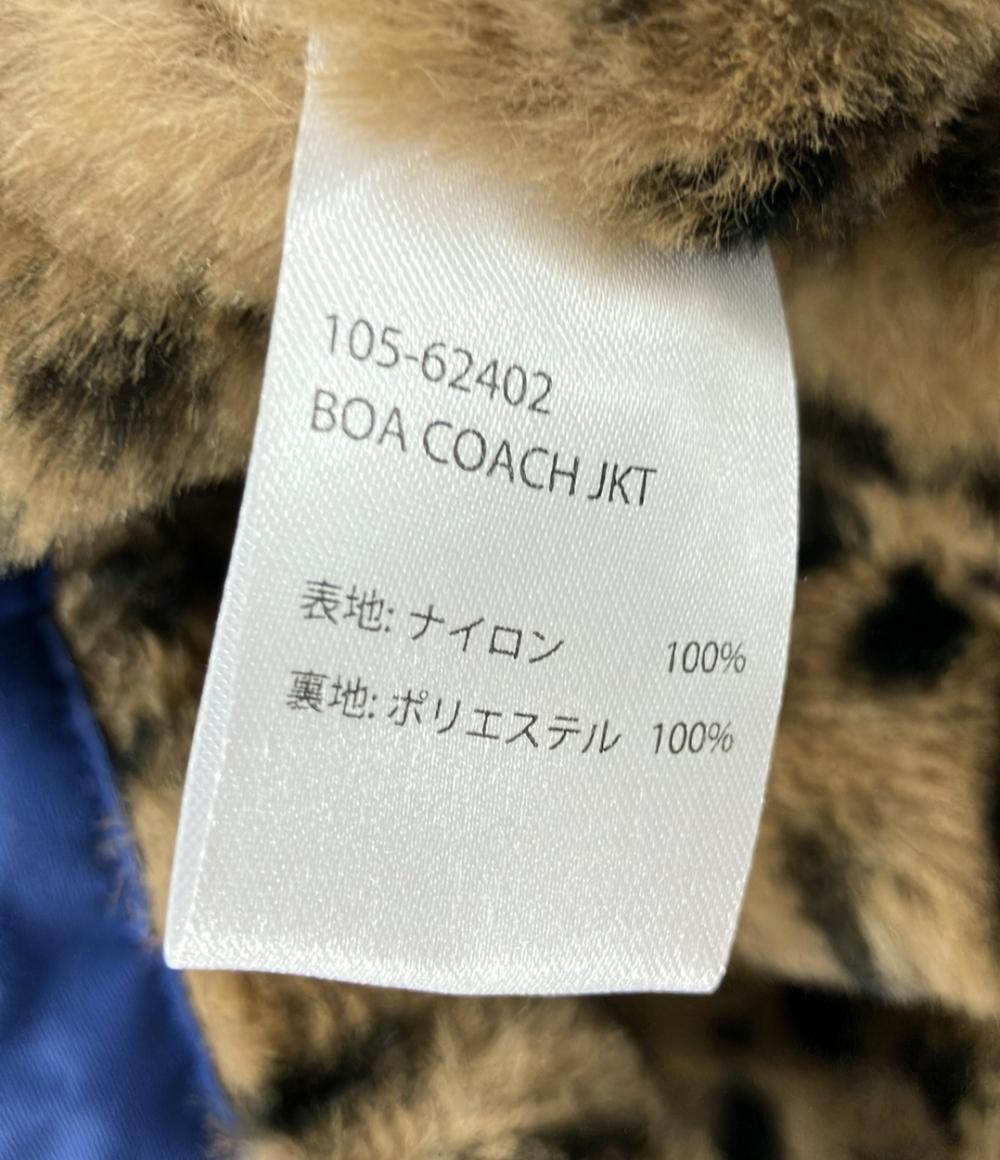 105-62402
BOA COACH JKT
表地: ナイロン 100%
裏地: ポリエステル 100%